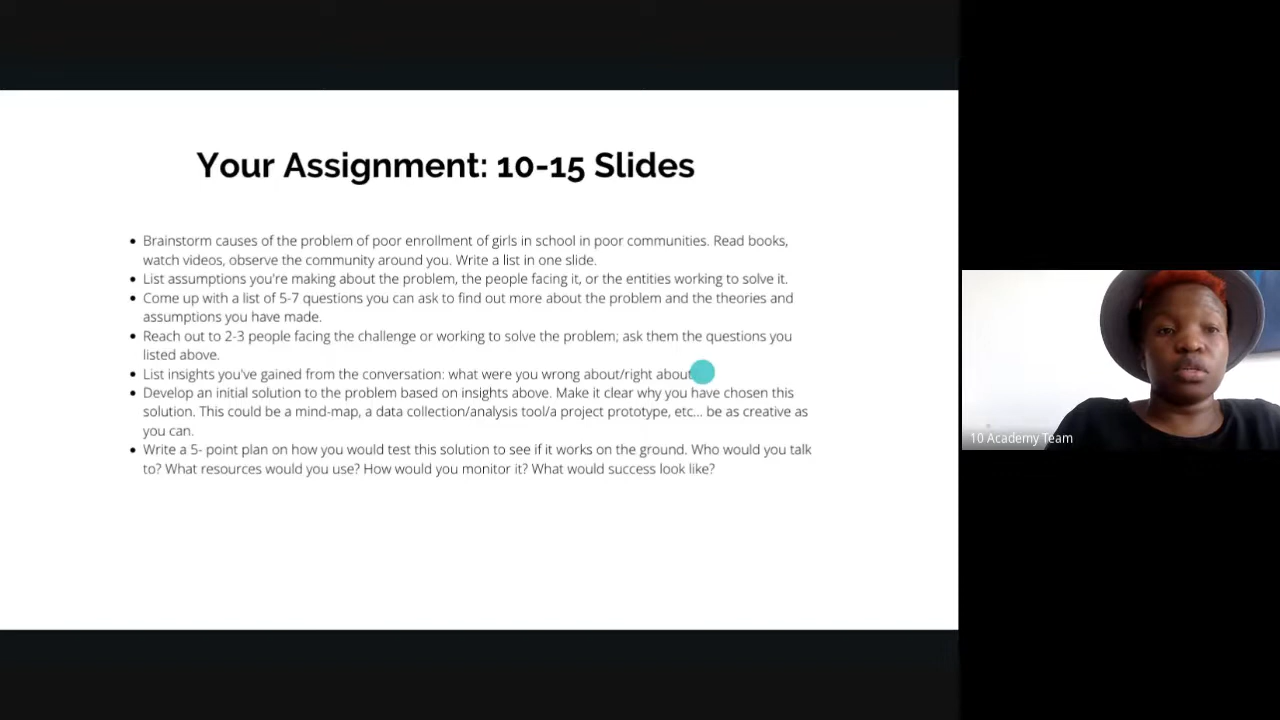 Your Assignment: 10-15 Slides
• Brainstorm causes of the problem of poor enrollment of girls in school in poor communities. Read books,
watch videos, observe the community around you. Write a list in one slide.
• List assumptions you're making about the problem, the people facing it, or the entities working to solve it.
• Come up with a list of 5-7 questions you can ask to find out more about the problem and the theories and
assumptions you have made.
• Reach out to 2-3 people facing the challenge or working to solve the problem; ask them the questions you
listed above.
• List insights you've gained from the conversation: what were you wrong about/right about
• Develop an initial solution to the problem based on insights above. Make it clear why you have chosen this
solution. This could be a mind-map, a data collection/analysis tool/a project prototype, etc... be as creative as
you can.
• Write a 5- point plan on how you would test this solution to see if it works on the ground. Who would you talk
to? What resources would you use? How would you monitor it? What would success look like?
10 Academy Team